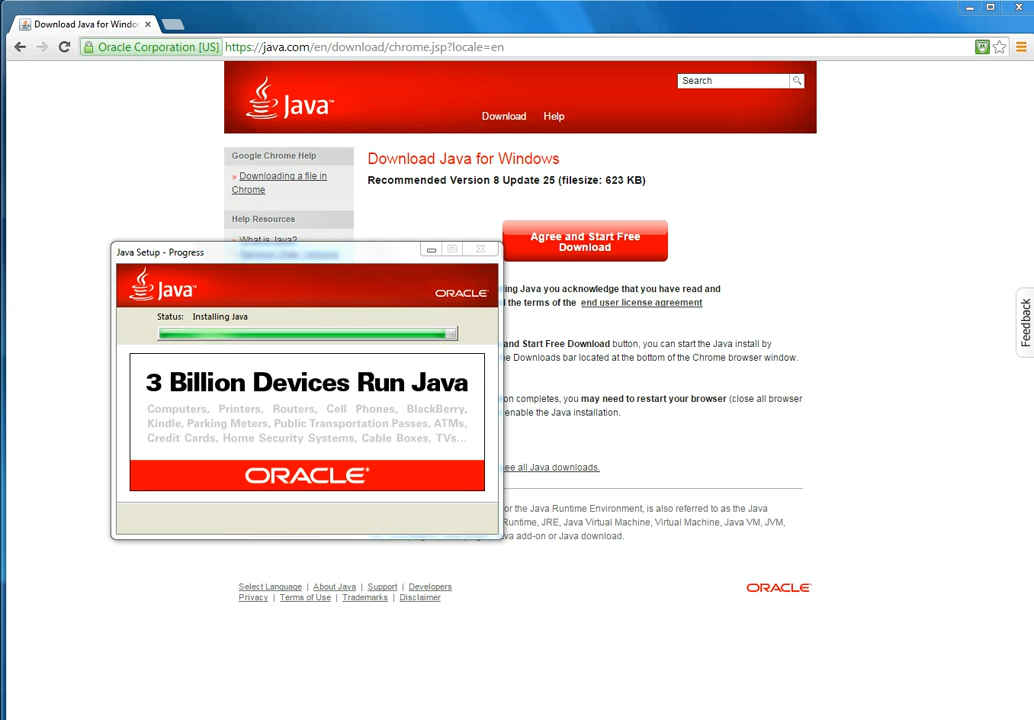 Download Java for Windo
Oracle Corporation [US] https://java.com/en/download/chrome.jsp?locale=en
Java™
Search
Download Help
Google Chrome Help
» Downloading a file in
Chrome
Help Resources
» What is Java?
Download Java for Windows
Recommended Version 8 Update 25 (filesize: 623 KB)
Agree and Start Free
Download
ing Java you acknowledge that you have read and
the terms of the end user license agreement
and Start Free Download button, you can start the Java install by
e Downloads bar located at the bottom of the Chrome browser window.
on completes, you may need to restart your browser (close all browser
enable the Java installation.
ee all Java downloads.
or the Java Runtime Environment, is also referred to as the Java
Runtime, JRE, Java Virtual Machine, Virtual Machine, Java VM, JVM,
va add-on or Java download.
Feedback
Java Setup - Progress
Java™
ORACLE
Status: Installing Java
3 Billion Devices Run Java
Computers, Printers, Routers, Cell Phones, BlackBerry,
Kindle, Parking Meters, Public Transportation Passes, ATMs,
Credit Cards, Home Security Systems, Cable Boxes, TVs...
ORACLE®
Select Language | About Java | Support | Developers
Privacy | Terms of Use | Trademarks | Disclaimer
ORACLE